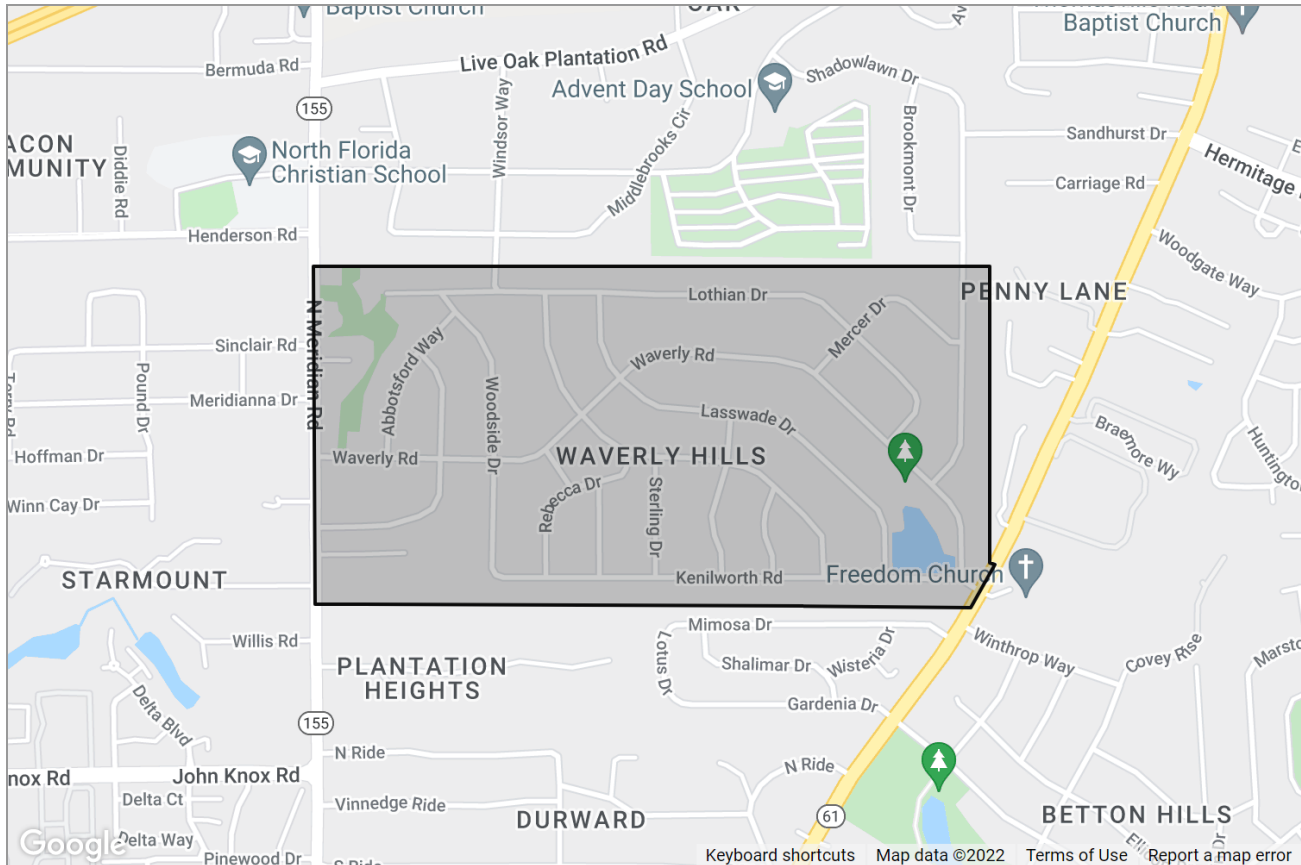 Baptist Church
OAK
Baptist Church
Live Oak Plantation Rd
Bermuda Rd
Advent Day School
Shadowlawn Dr
155
Windsor Way
Middlebrooks Cir
Brookmont Dr
Sandhurst Dr
ACON
MUNITY
Diddie Rd
North Florida
Christian School
Hermitage
Carriage Rd
Henderson Rd
Woodgate Way
PENNY LANE
N Meridian Rd
Lothian Dr
Mercer Dr
Sinclair Rd
Abbotsford Way
Waverly Rd
Pound Dr
Meridianna Dr
Woodside Dr
Lasswade Dr
Braemore Wy
Huntington
Hoffman Dr
Waverly Rd
WAVERLY HILLS
Rebecca Dr
Sterling Dr
Winn Cay Dr
STARMOUNT
Kenilworth Rd
Freedom Church
Willis Rd
Mimosa Dr
Lotus Dr
Shalimar Dr
Wisteria Dr
Winthrop Way
Covey Rise
Marsto
PLANTATION
HEIGHTS
Delta Blvd
Gardenia Dr
155
N Ride
N Ride
nox Rd
John Knox Rd
Delta Ct
Vinnedge Ride
DURWARD
61
BETTON HILLS
Delta Way
Google
Pinewood Dr
S Ride
Keyboard shortcuts
Map data ©2022
Terms of Use
Report a map error